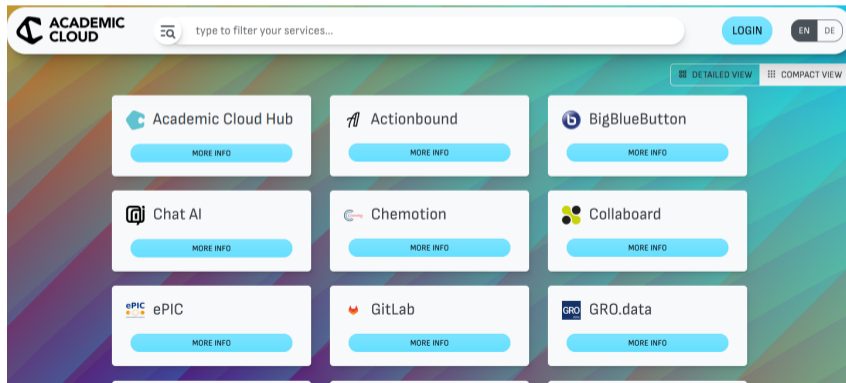 ACADEMIC
CLOUD
type to filter your services...
LOGIN
EN DE
DETAILED VIEW COMPACT VIEW
Academic Cloud Hub
MORE INFO
Actionbound
MORE INFO
BigBlueButton
MORE INFO
Chat AI
MORE INFO
Chemotion
MORE INFO
Collaboard
MORE INFO
ePIC
ePIC
MORE INFO
GitLab
MORE INFO
GRO
GRO.data
MORE INFO